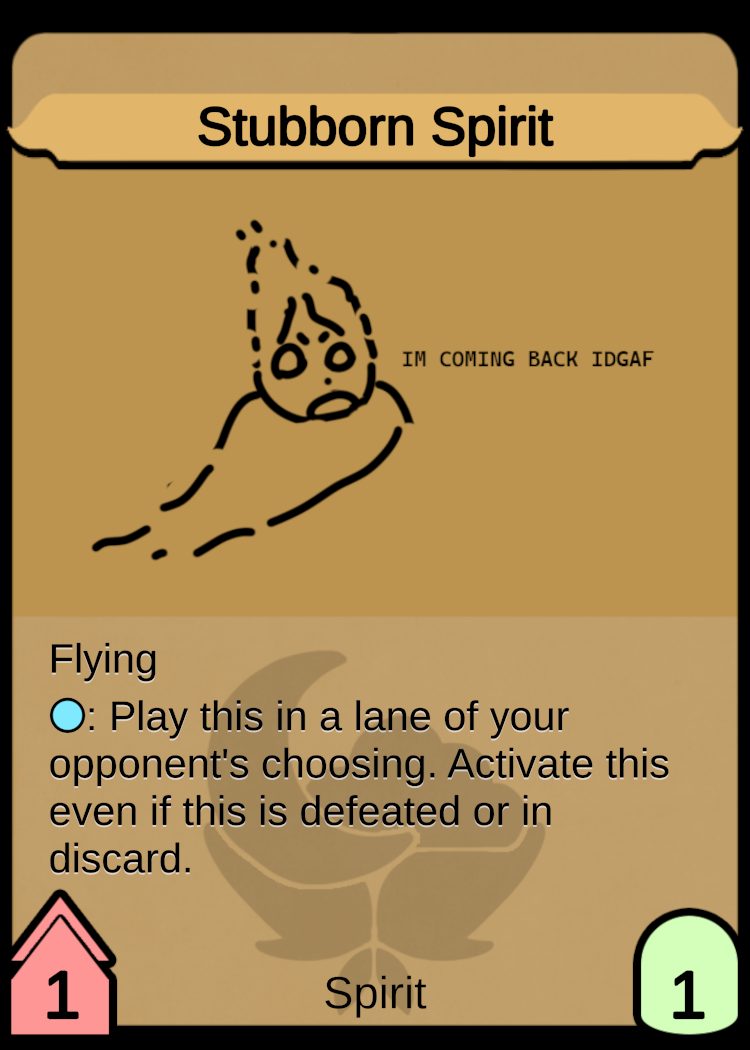 Stubborn Spirit
IM COMING BACK IDGAF
Flying
: Play this in a lane of your
opponent's choosing. Activate this
even if this is defeated or in
discard.
1
Spirit
1